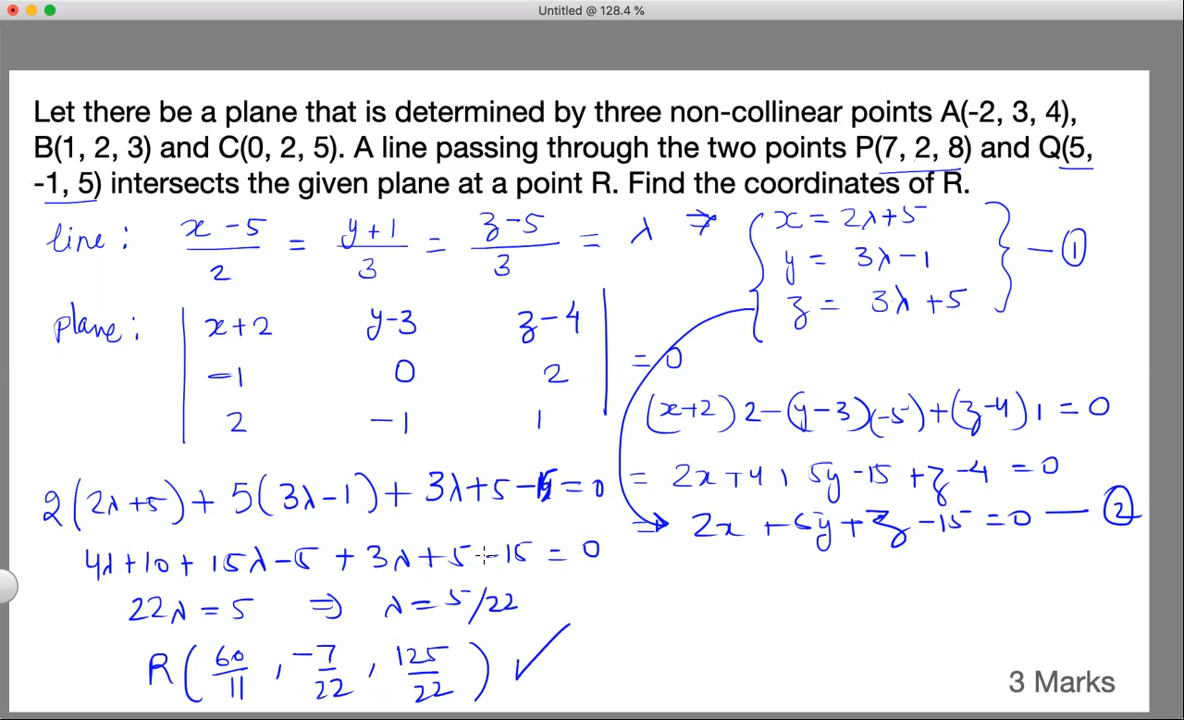 Untitled @ 128.4 %
Let there be a plane that is determined by three non-collinear points A(-2, 3, 4),
B(1, 2, 3) and C(0, 2, 5). A line passing through the two points P(7, 2, 8) and Q(5,
-1, 5) intersects the given plane at a point R. Find the coordinates of R.
line : (x-5)/2 = (y+1)/3 = (z-5)/3 = λ ⇒ { x = 2λ+5
y = 3λ-1
z = 3λ+5 } — ①
plane : | x+2 y-3 z-4 |
| -1 0 2 | = 0
| 2 -1 1 |
(x+2) 2 - (y-3)(-5) + (z-4) 1 = 0
= 2x + 4 + 5y - 15 + z - 4 = 0
⇒ 2x + 5y + z - 15 = 0 — ②
2(2λ+5) + 5(3λ-1) + 3λ+5 - 15 = 0
4λ + 10 + 15λ - 5 + 3λ + 5 - 15 = 0
22λ = 5 ⇒ λ = 5/22
R ( 60/11 , -7/22 , 125/22 ) ✓
3 Marks